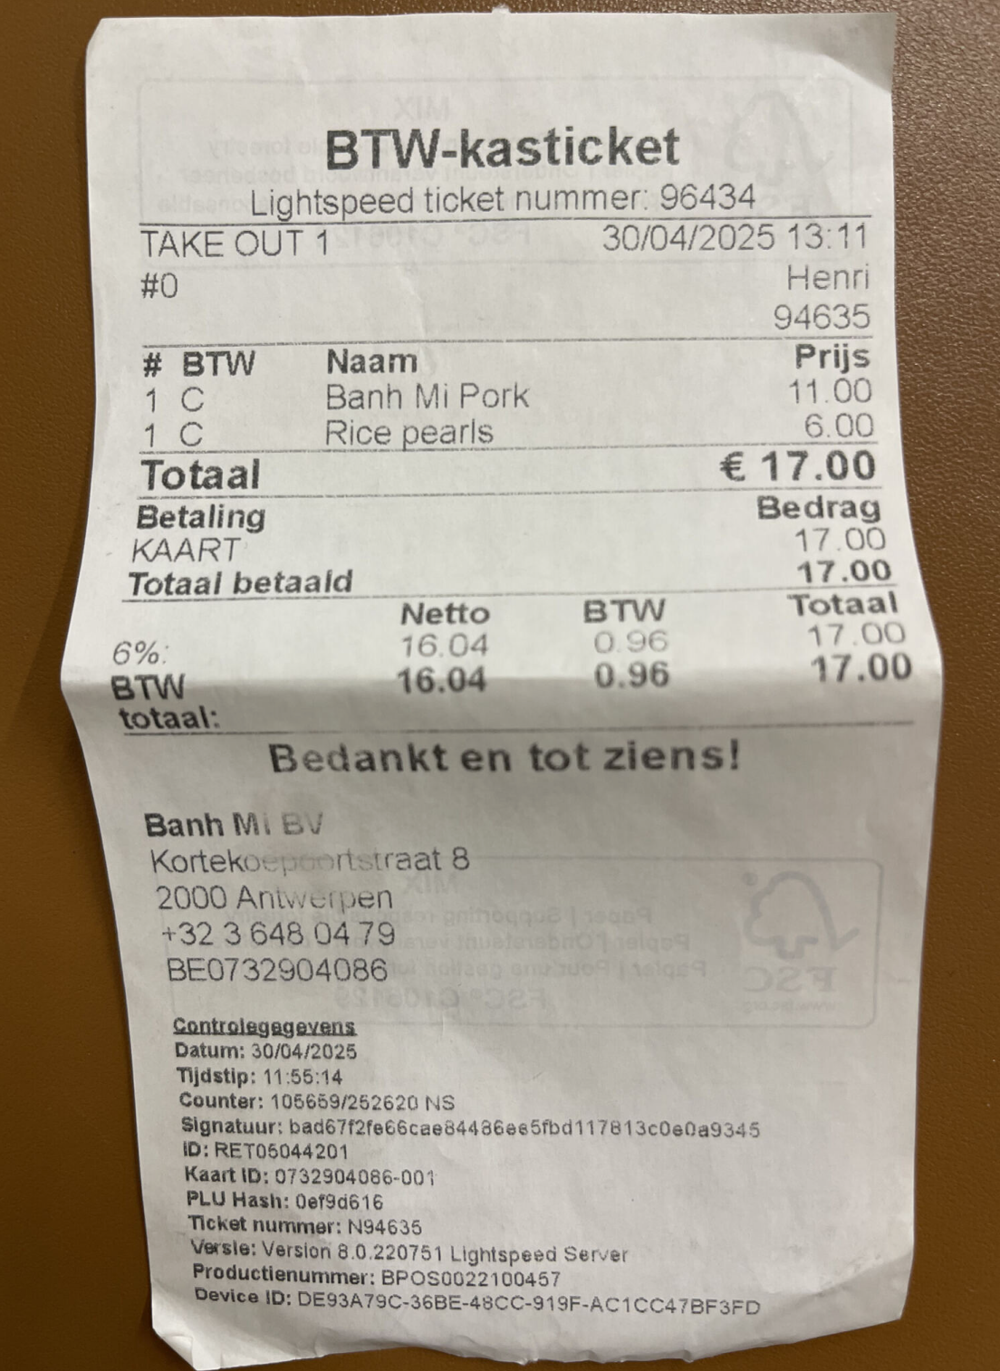 BTW-kasticket
Lightspeed ticket nummer: 96434
TAKE OUT 1 30/04/2025 13:11
#0 Henri
94635
# BTW Naam Prijs
1 C Banh Mi Pork 11.00
1 C Rice pearls 6.00
Totaal € 17.00
Betaling Bedrag
KAART 17.00
Totaal betaald 17.00
Netto BTW Totaal
6%: 16.04 0.96 17.00
BTW 16.04 0.96 17.00
totaal:
Bedankt en tot ziens!
Banh Mi BV
Kortekoepoortstraat 8
2000 Antwerpen
+32 3 648 04 79
BE0732904086
Controlegegevens
Datum: 30/04/2025
Tijdstip: 11:55:14
Counter: 105659/252620 NS
Signatuur: bad67f2fe66cae84486ee5fbd117813c0e0a9345
ID: RET05044201
Kaart ID: 0732904086-001
PLU Hash: 0ef9d616
Ticket nummer: N94635
Versie: Version 8.0.220751 Lightspeed Server
Productienummer: BPOS0022100457
Device ID: DE93A79C-36BE-48CC-919F-AC1CC47BF3FD